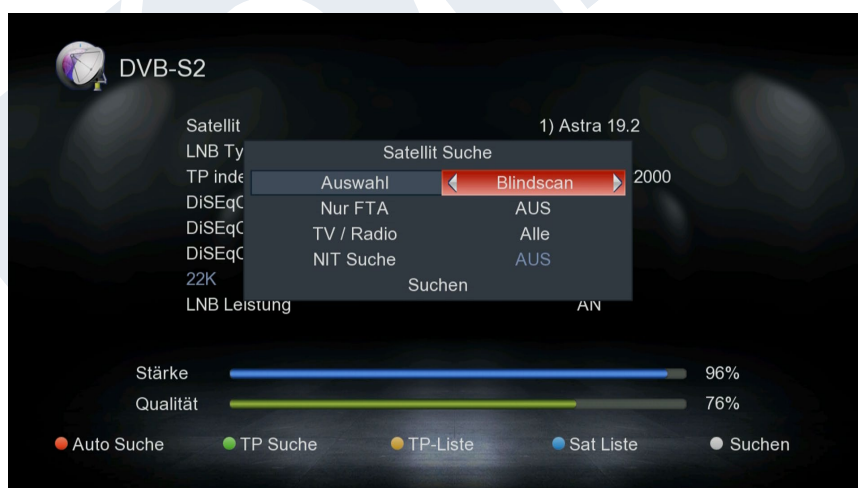 DVB-S2
Satellit 1) Astra 19.2
LNB Ty
Satellit Suche
TP inde 2000
Auswahl Blindscan
DiSEqC
Nur FTA AUS
DiSEqC
TV / Radio Alle
DiSEqC
NIT Suche AUS
22K
Suchen
LNB Leistung AN
Stärke 96%
Qualität 76%
Auto Suche TP Suche TP-Liste Sat Liste Suchen